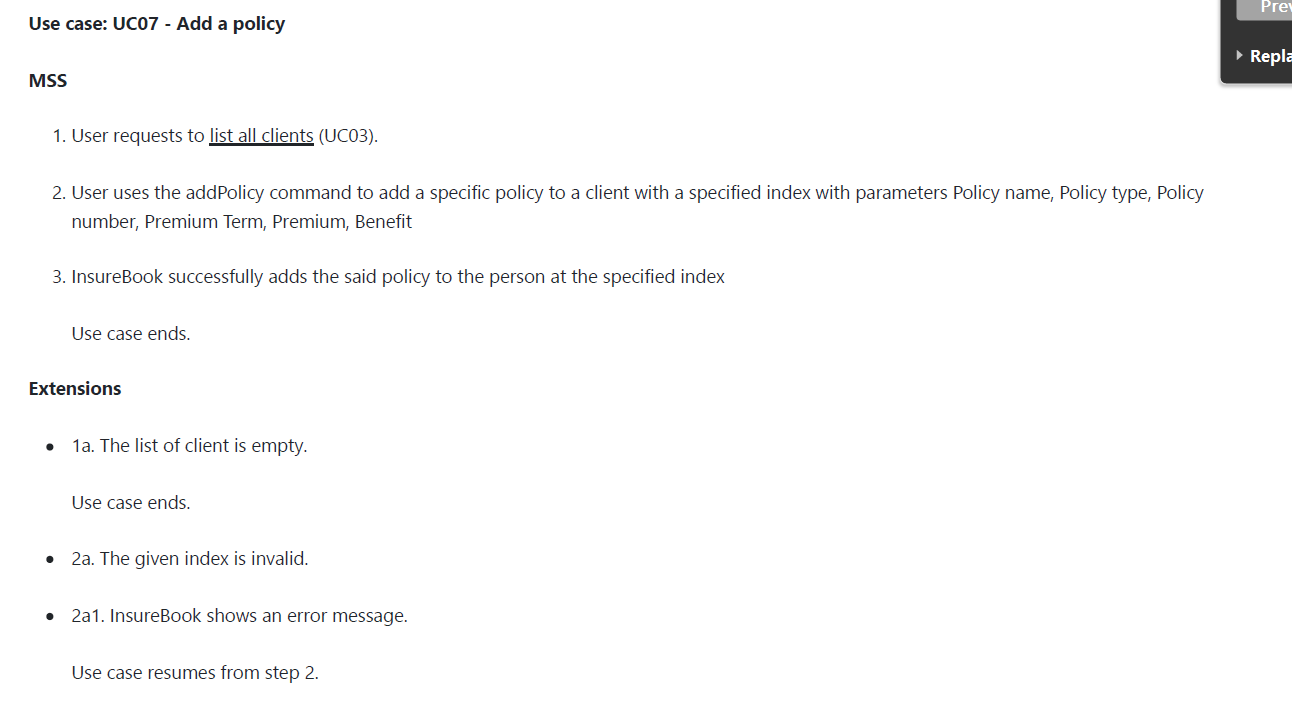 Use case: UC07 - Add a policy
MSS
1. User requests to list all clients (UC03).
2. User uses the addPolicy command to add a specific policy to a client with a specified index with parameters Policy name, Policy type, Policy
number, Premium Term, Premium, Benefit
3. InsureBook successfully adds the said policy to the person at the specified index
Use case ends.
Extensions
• 1a. The list of client is empty.
Use case ends.
• 2a. The given index is invalid.
• 2a1. InsureBook shows an error message.
Use case resumes from step 2.